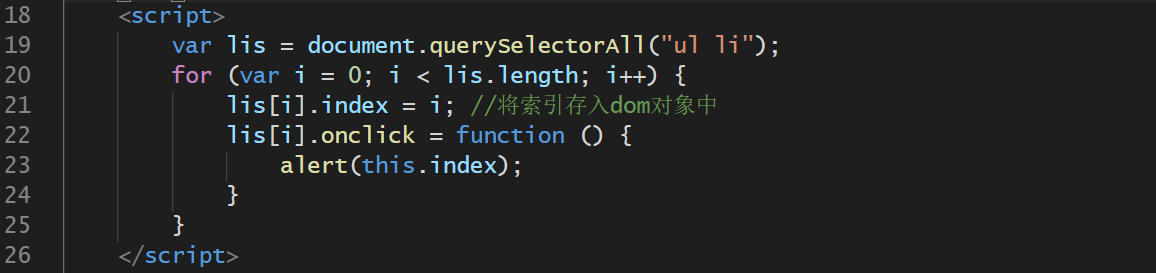 18 <script>
19 var lis = document.querySelectorAll("ul li");
20 for (var i = 0; i < lis.length; i++) {
21 lis[i].index = i; //将索引存入dom对象中
22 lis[i].onclick = function () {
23 alert(this.index);
24 }
25 }
26 </script>